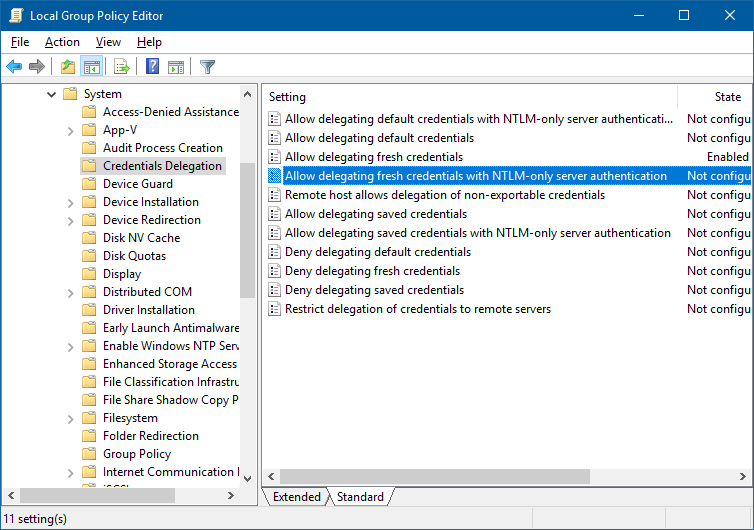 Local Group Policy Editor
File Action View Help
System
Access-Denied Assistance
App-V
Audit Process Creation
Credentials Delegation
Device Guard
Device Installation
Device Redirection
Disk NV Cache
Disk Quotas
Display
Distributed COM
Driver Installation
Early Launch Antimalware
Enable Windows NTP Serv
Enhanced Storage Access
File Classification Infrastru
File Share Shadow Copy P
Filesystem
Folder Redirection
Group Policy
Internet Communication I
Setting State
Allow delegating default credentials with NTLM-only server authenticati... Not configu
Allow delegating default credentials Not configu
Allow delegating fresh credentials Enabled
Allow delegating fresh credentials with NTLM-only server authentication Not configu
Remote host allows delegation of non-exportable credentials Not configu
Allow delegating saved credentials Not configu
Allow delegating saved credentials with NTLM-only server authentication Not configu
Deny delegating default credentials Not configu
Deny delegating fresh credentials Not configu
Deny delegating saved credentials Not configu
Restrict delegation of credentials to remote servers Not configu
Extended Standard
11 setting(s)